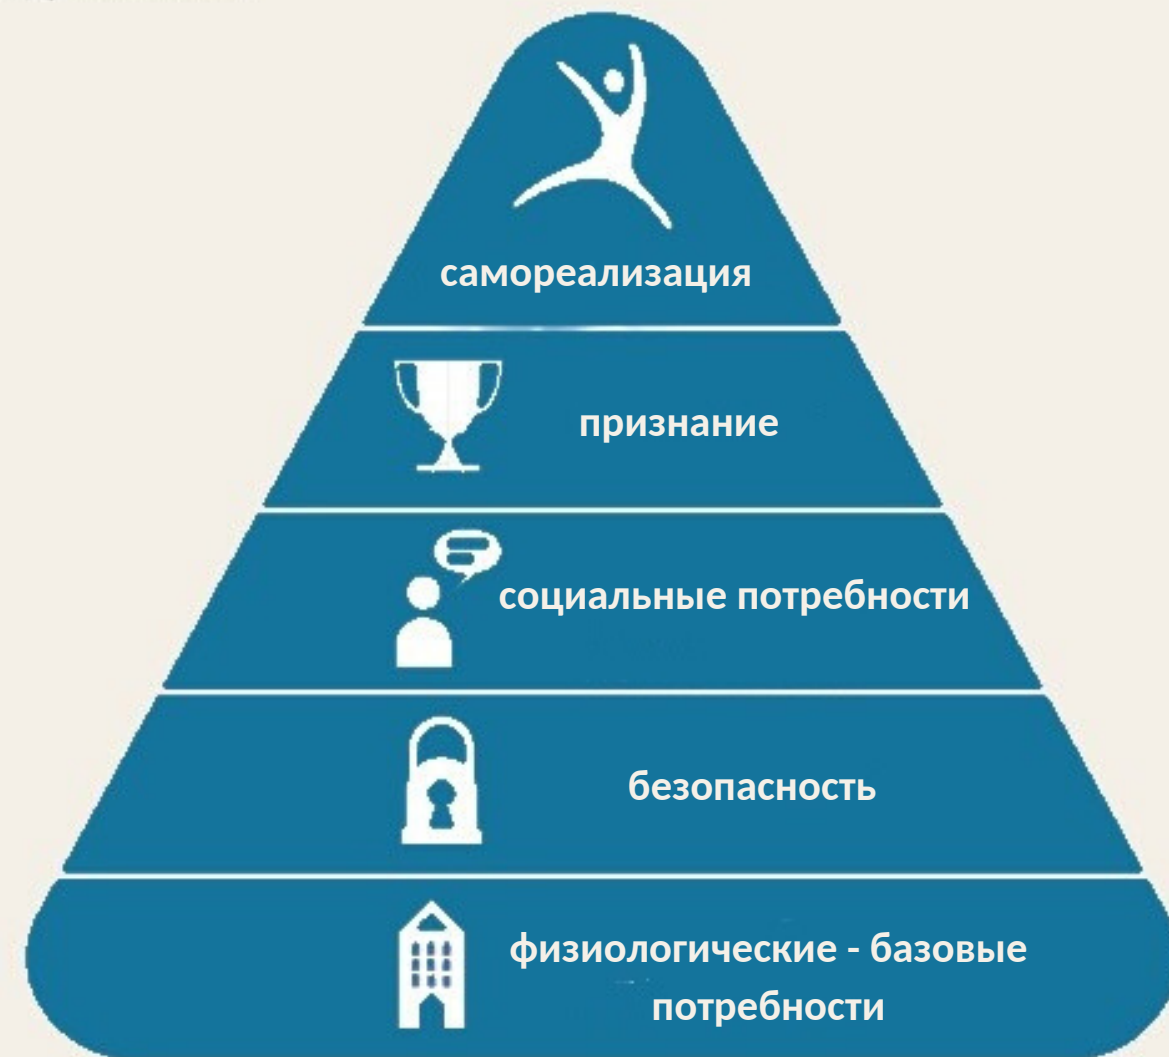 самореализация
признание
социальные потребности
безопасность
физиологические - базовые
потребности